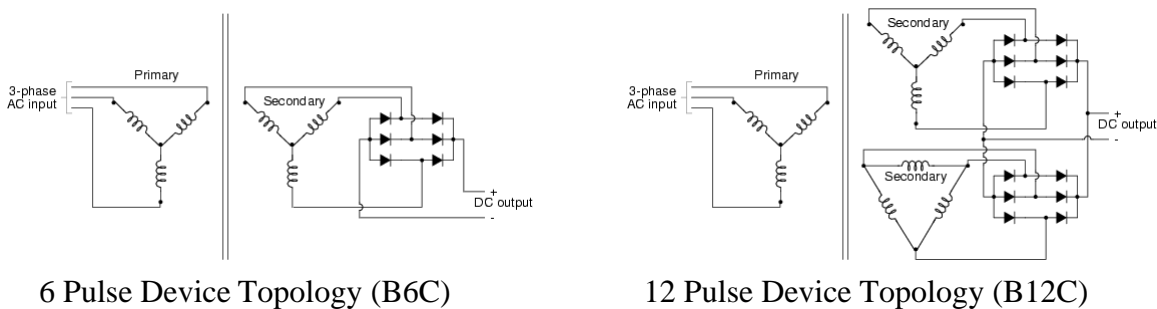 Primary
3-phase
AC input
Secondary
+
DC output
-
6 Pulse Device Topology (B6C)
Secondary
Primary
3-phase
AC input
+
DC output
-
Secondary
12 Pulse Device Topology (B12C)